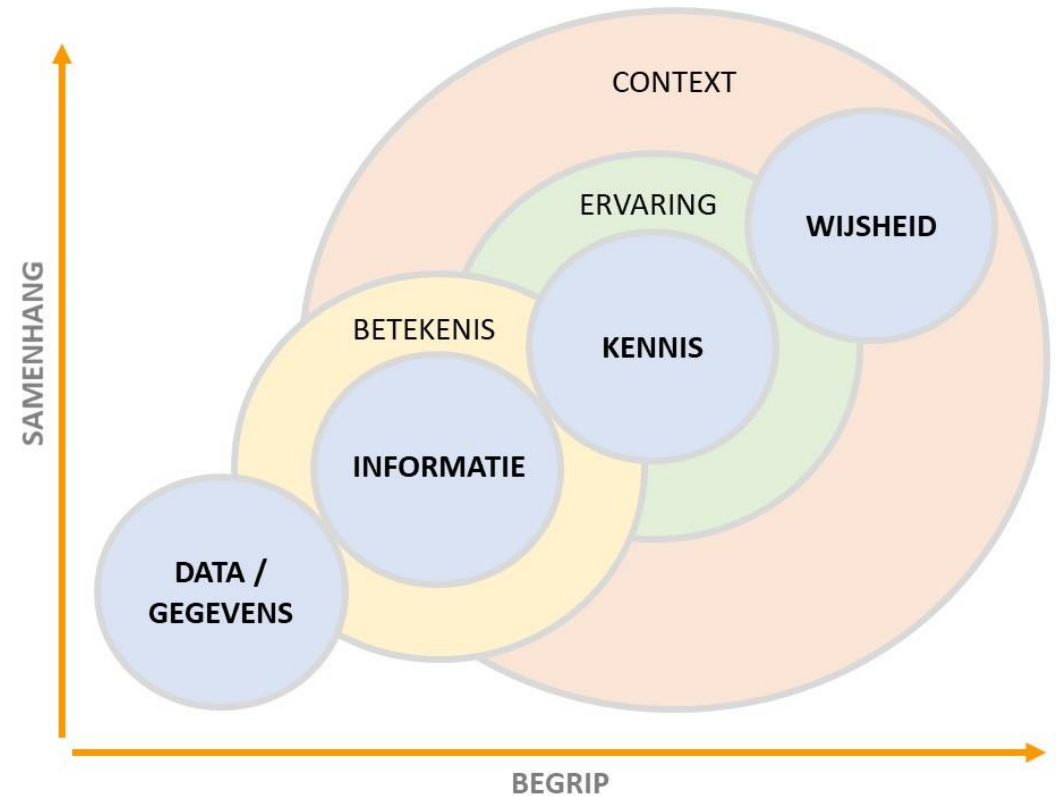 CONTEXT
ERVARING
WIJSHEID
BETEKENIS
KENNIS
INFORMATIE
DATA /
GEGEVENS
SAMENHANG
BEGRIP